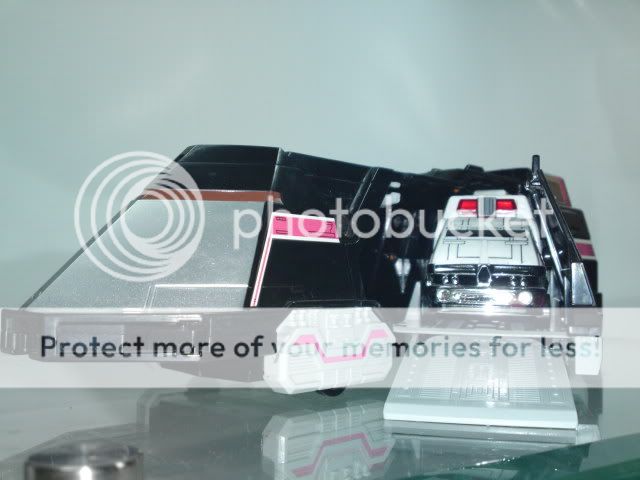 photobucket
Protect more of your memories for less!